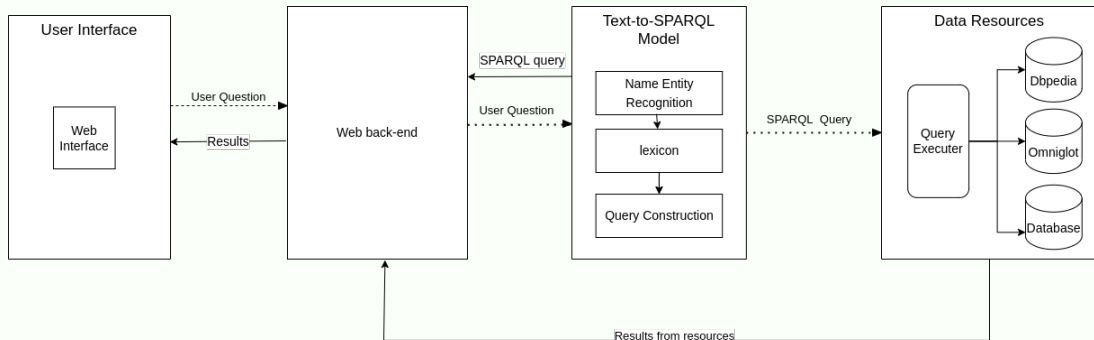 User Interface
Web
Interface
User Question
Results
Web back-end
SPARQL query
User Question
Text-to-SPARQL
Model
Name Entity
Recognition
lexicon
Query Construction
SPARQL Query
Data Resources
Query
Executer
Dbpedia
Omniglot
Database
Results from resources